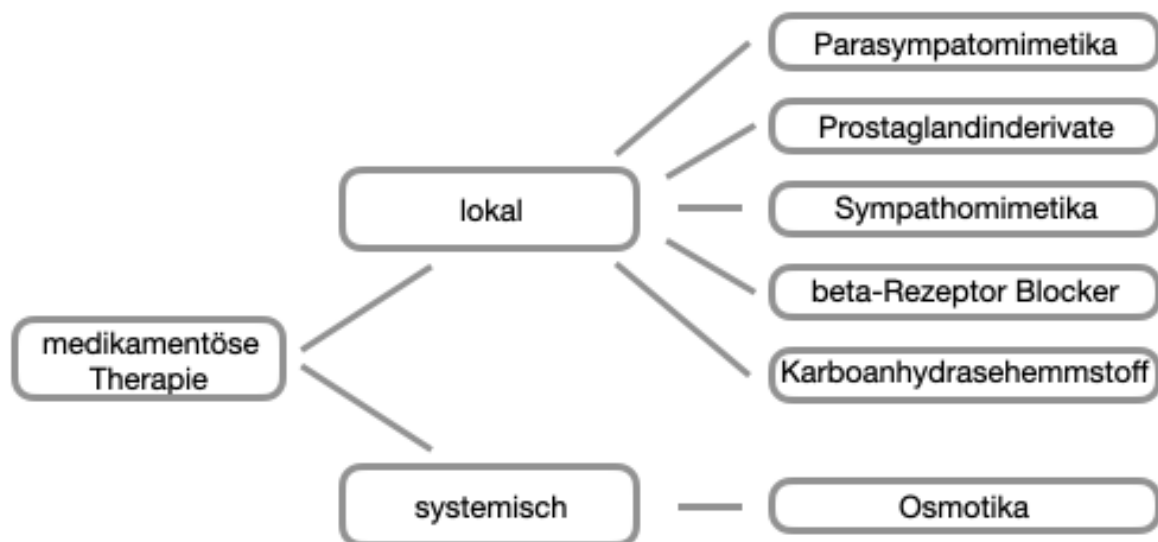 Parasympatomimetika
Prostaglandinderivate
lokal
Sympathomimetika
beta-Rezeptor Blocker
medikamentöse
Therapie
Karboanhydrasehemmstoff
systemisch
Osmotika